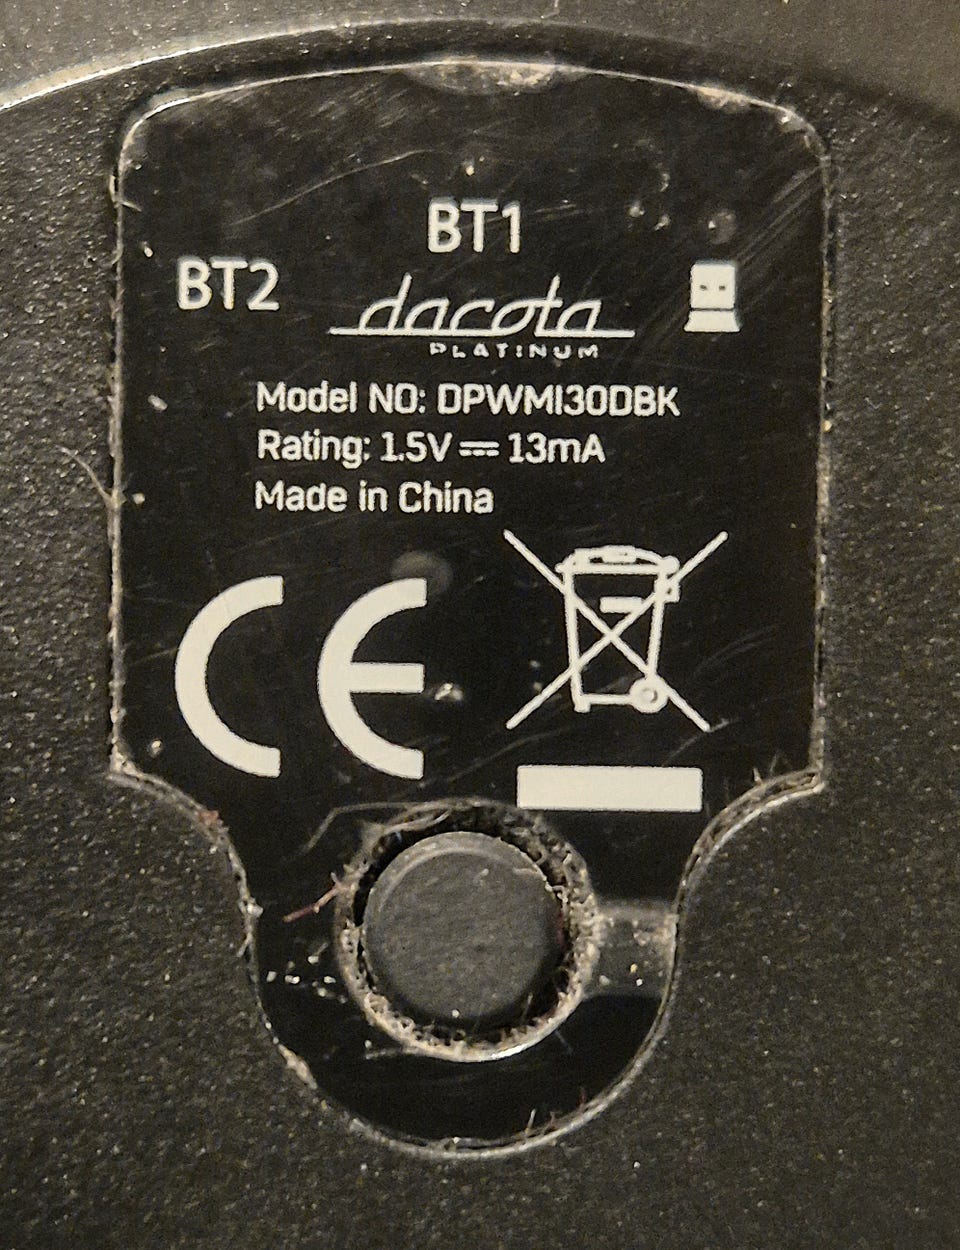 BT1
BT2
dacota
PLATINUM
Model NO: DPWMI30DBK
Rating: 1.5V ⎓ 13mA
Made in China
CE